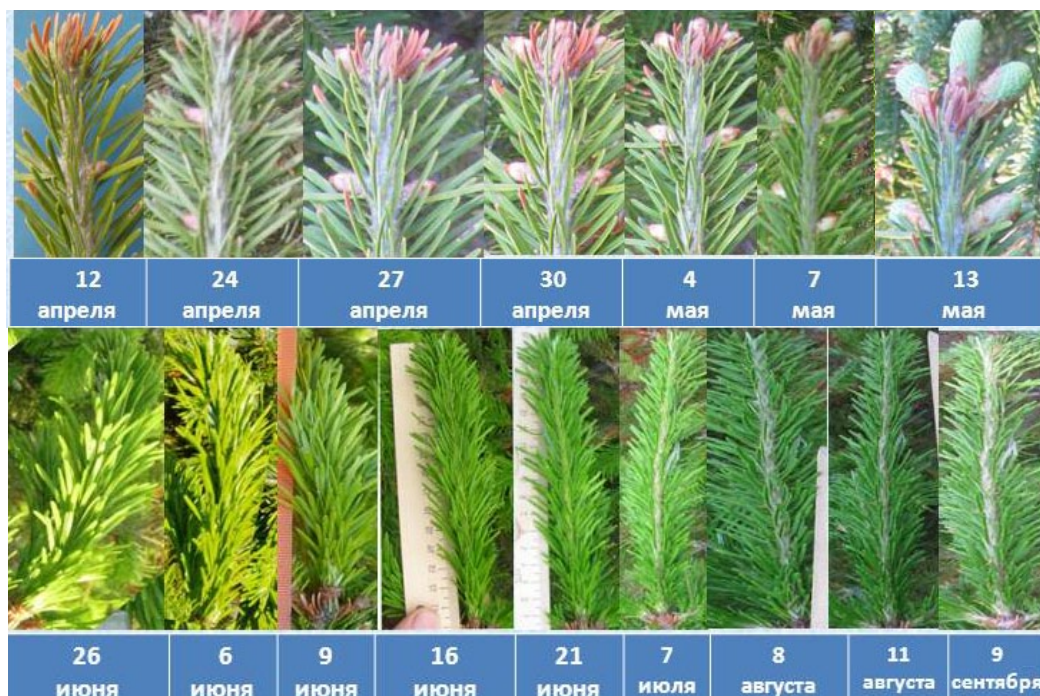 12
апреля
24
апреля
27
апреля
30
апреля
4
мая
7
мая
13
мая
26
июня
6
июня
9
июня
16
июня
21
июня
7
июля
8
августа
11
августа
9
сентября